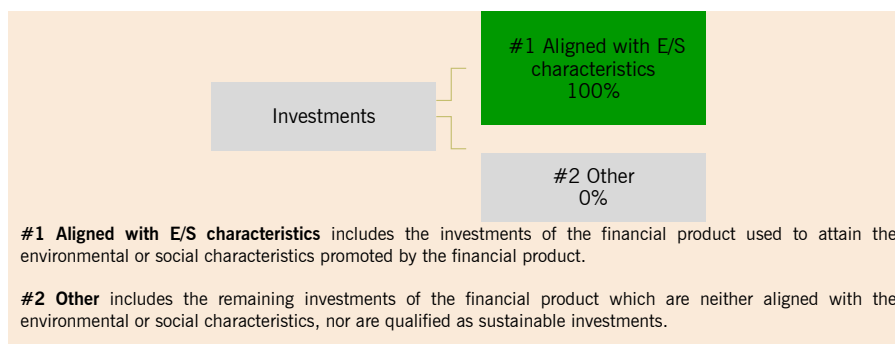 #1 Aligned with E/S
characteristics
100%
Investments
#2 Other
0%
#1 Aligned with E/S characteristics includes the investments of the financial product used to attain the
environmental or social characteristics promoted by the financial product.
#2 Other includes the remaining investments of the financial product which are neither aligned with the
environmental or social characteristics, nor are qualified as sustainable investments.